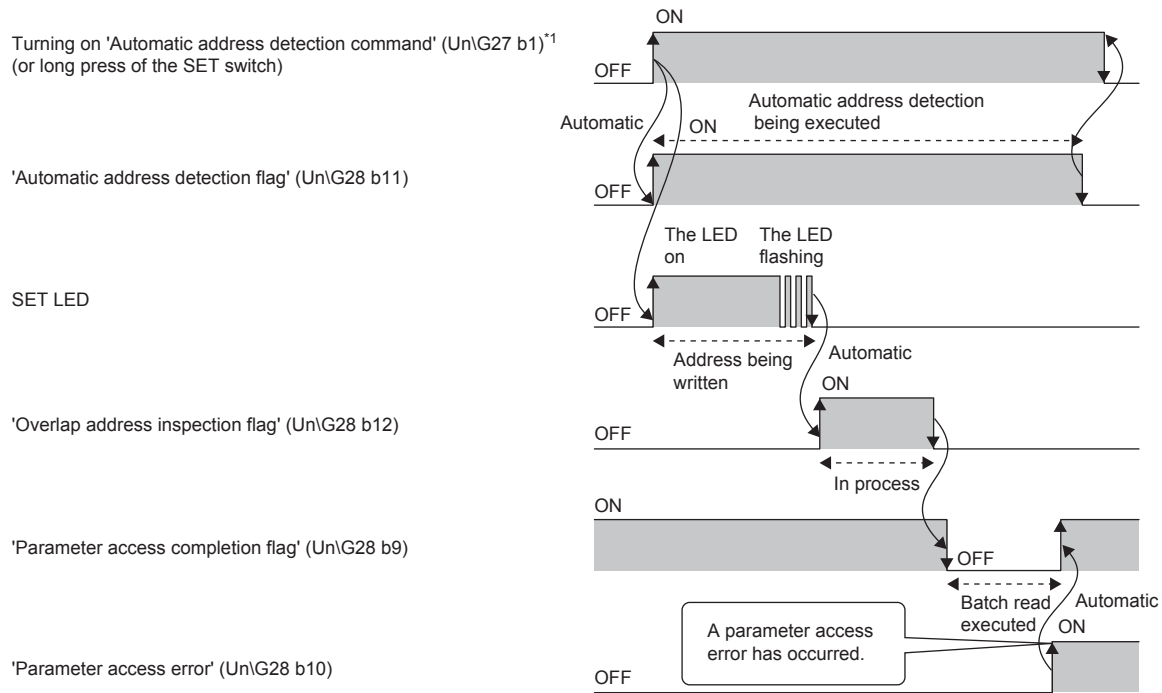 ON
Turning on 'Automatic address detection command' (Un\G27 b1)*1
(or long press of the SET switch)
OFF
Automatic address detection
being executed
Automatic
ON
'Automatic address detection flag' (Un\G28 b11)
OFF
The LED
on
The LED
flashing
SET LED
OFF
Address being
written
Automatic
ON
'Overlap address inspection flag' (Un\G28 b12)
OFF
In process
ON
'Parameter access completion flag' (Un\G28 b9)
OFF
Batch read
executed
Automatic
ON
A parameter access
error has occurred.
'Parameter access error' (Un\G28 b10)
OFF